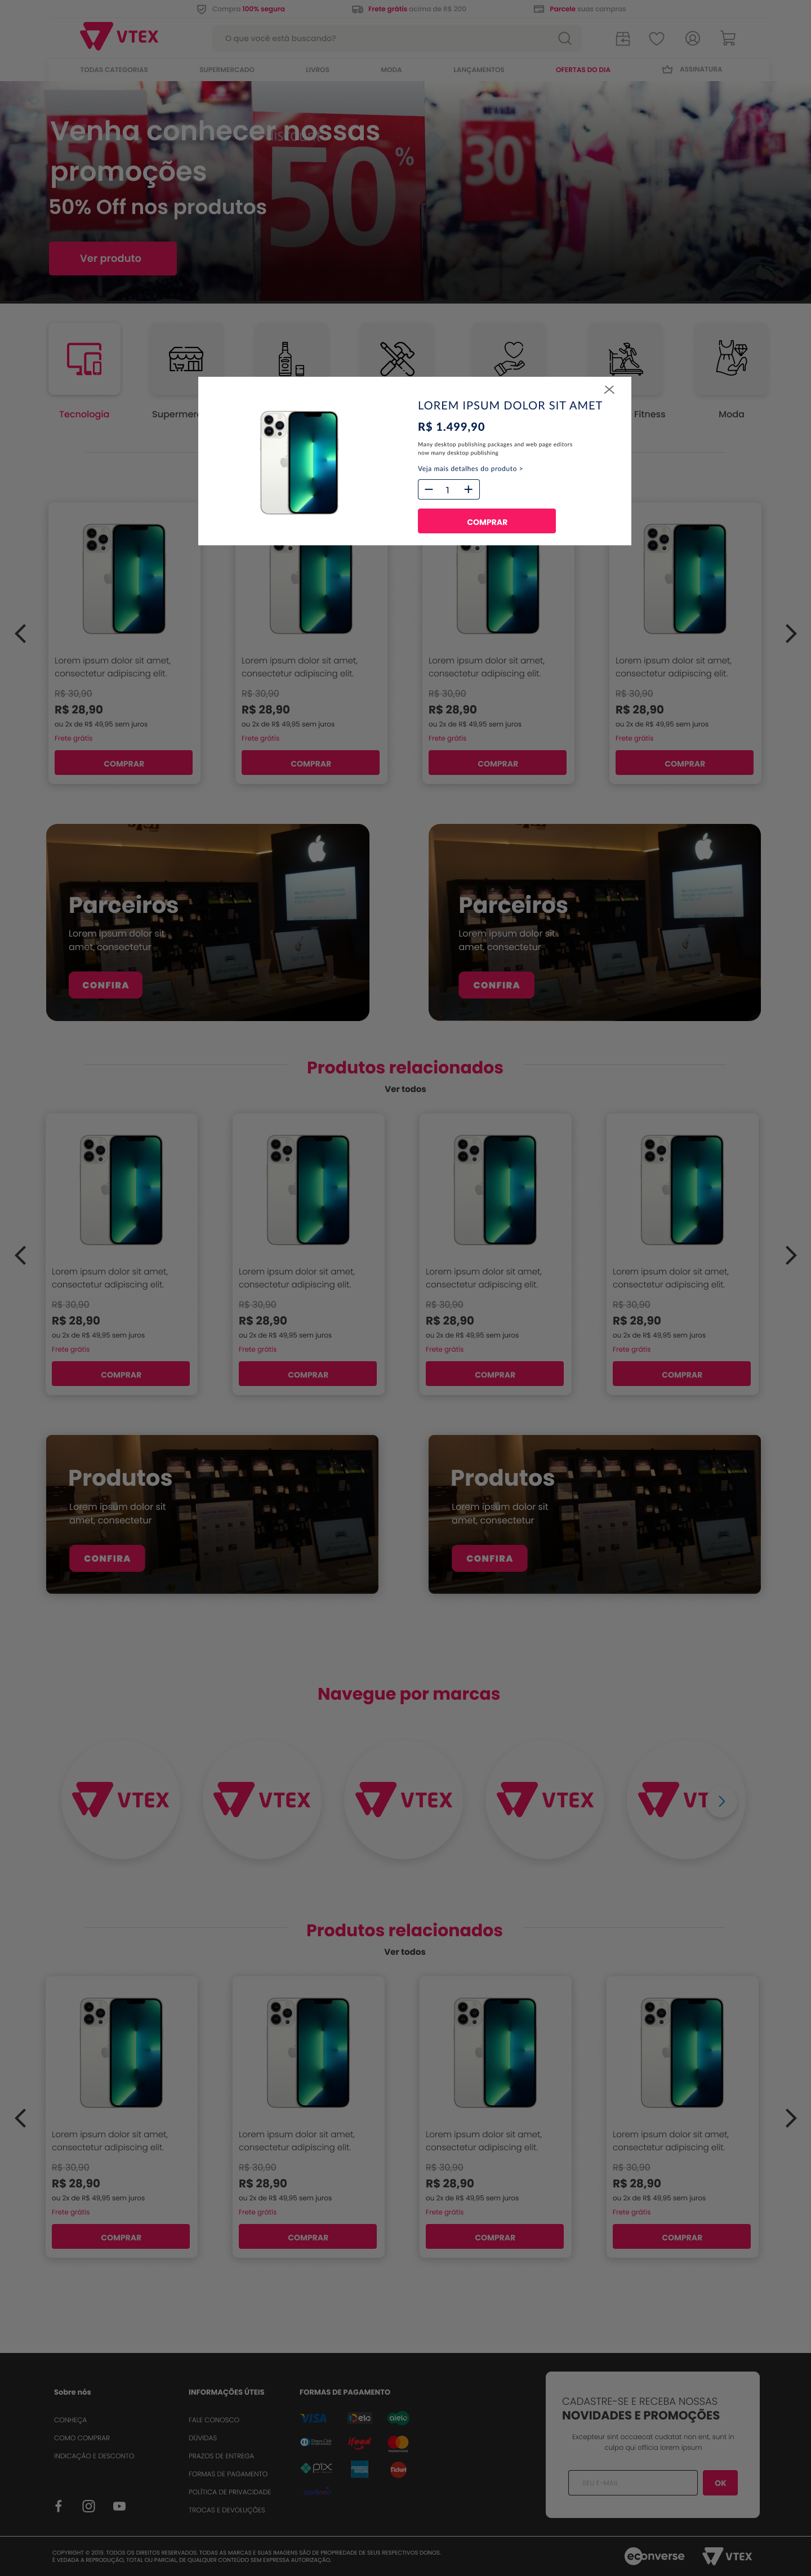 Compra 100% segura
Frete grátis acima de R$ 200
Parcele suas compras
VTEX
O que você está buscando?
TODAS CATEGORIAS
SUPERMERCADO
LIVROS
MODA
LANÇAMENTOS
OFERTAS DO DIA
ASSINATURA
Venha conhecer nossas
promoções
50% Off nos produtos
Ver produto
50%
30
Tecnologia
Fitness
Moda
LOREM IPSUM DOLOR SIT AMET
R$ 1.499,90
Many desktop publishing packages and web page editors
now many desktop publishing
Veja mais detalhes do produto >
1
COMPRAR
Lorem ipsum dolor sit amet,
consectetur adipiscing elit.
R$ 30,90
R$ 28,90
ou 2x de R$ 49,95 sem juros
Frete grátis
COMPRAR
Lorem ipsum dolor sit amet,
consectetur adipiscing elit.
R$ 30,90
R$ 28,90
ou 2x de R$ 49,95 sem juros
Frete grátis
COMPRAR
Lorem ipsum dolor sit amet,
consectetur adipiscing elit.
R$ 30,90
R$ 28,90
ou 2x de R$ 49,95 sem juros
Frete grátis
COMPRAR
Lorem ipsum dolor sit amet,
consectetur adipiscing elit.
R$ 30,90
R$ 28,90
ou 2x de R$ 49,95 sem juros
Frete grátis
COMPRAR
Parceiros
Lorem ipsum dolor sit
amet, consectetur
CONFIRA
Parceiros
Lorem ipsum dolor sit
amet, consectetur
CONFIRA
Produtos relacionados
Ver todos
Lorem ipsum dolor sit amet,
consectetur adipiscing elit.
R$ 30,90
R$ 28,90
ou 2x de R$ 49,95 sem juros
Frete grátis
COMPRAR
Lorem ipsum dolor sit amet,
consectetur adipiscing elit.
R$ 30,90
R$ 28,90
ou 2x de R$ 49,95 sem juros
Frete grátis
COMPRAR
Lorem ipsum dolor sit amet,
consectetur adipiscing elit.
R$ 30,90
R$ 28,90
ou 2x de R$ 49,95 sem juros
Frete grátis
COMPRAR
Lorem ipsum dolor sit amet,
consectetur adipiscing elit.
R$ 30,90
R$ 28,90
ou 2x de R$ 49,95 sem juros
Frete grátis
COMPRAR
Produtos
Lorem ipsum dolor sit
amet, consectetur
CONFIRA
Produtos
Lorem ipsum dolor sit
amet, consectetur
CONFIRA
Navegue por marcas
VTEX
VTEX
VTEX
VTEX
Produtos relacionados
Ver todos
Lorem ipsum dolor sit amet,
consectetur adipiscing elit.
R$ 30,90
R$ 28,90
ou 2x de R$ 49,95 sem juros
Frete grátis
COMPRAR
Lorem ipsum dolor sit amet,
consectetur adipiscing elit.
R$ 30,90
R$ 28,90
ou 2x de R$ 49,95 sem juros
Frete grátis
COMPRAR
Lorem ipsum dolor sit amet,
consectetur adipiscing elit.
R$ 30,90
R$ 28,90
ou 2x de R$ 49,95 sem juros
Frete grátis
COMPRAR
Lorem ipsum dolor sit amet,
consectetur adipiscing elit.
R$ 30,90
R$ 28,90
ou 2x de R$ 49,95 sem juros
Frete grátis
COMPRAR
Sobre nós
CONHEÇA
COMO COMPRAR
INDICAÇÃO E DESCONTO
INFORMAÇÕES ÚTEIS
FALE CONOSCO
DÚVIDAS
PRAZOS DE ENTREGA
FORMAS DE PAGAMENTO
POLÍTICA DE PRIVACIDADE
TROCAS E DEVOLUÇÕES
FORMAS DE PAGAMENTO
VISA
elo
alelo
ifood
mastercard
pix
Ticket
CADASTRE-SE E RECEBA NOSSAS
NOVIDADES E PROMOÇÕES
Excepteur sint occaecat cudatat non ent, sunt in
culpa qui officia lorem ipsum
SEU E-MAIL
OK
COPYRIGHT © 2019. TODOS OS DIREITOS RESERVADOS. TODAS AS MARCAS E SUAS IMAGENS SÃO DE PROPRIEDADE DE SEUS RESPECTIVOS DONOS.
É VEDADA A REPRODUÇÃO, TOTAL OU PARCIAL, DE QUALQUER CONTEÚDO SEM EXPRESSA AUTORIZAÇÃO.
econverse
VTEX